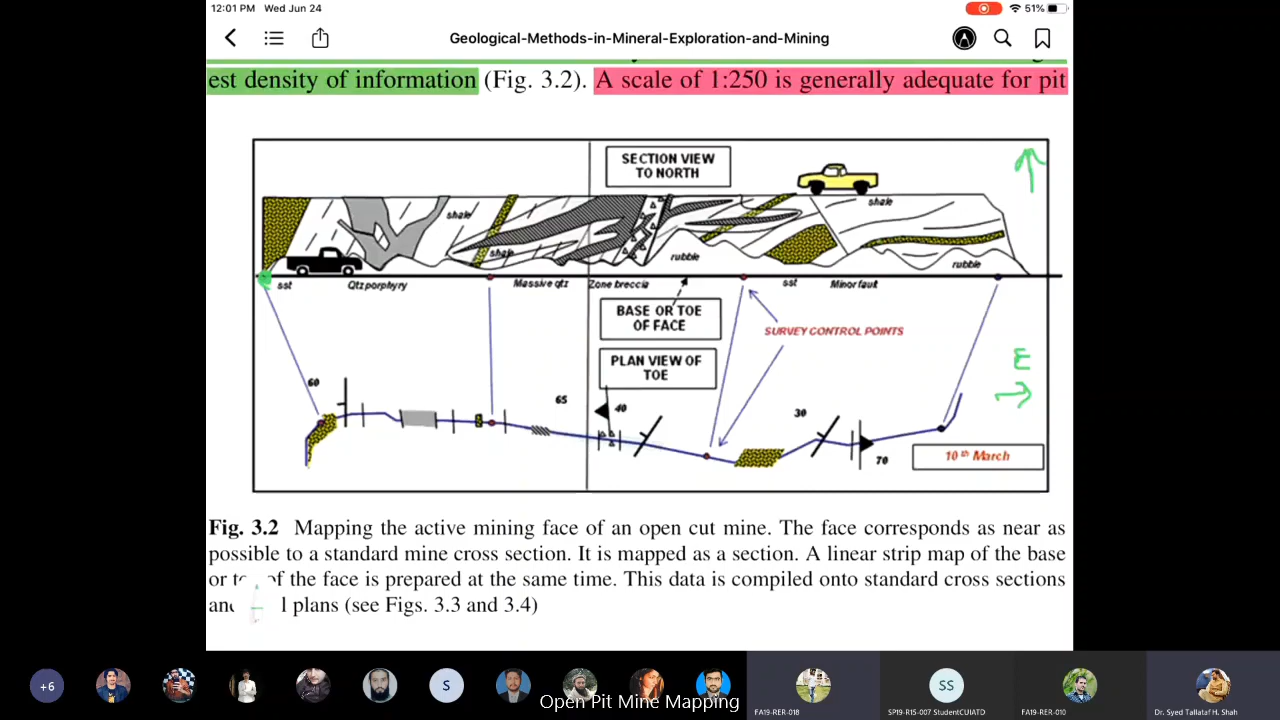 12:01 PM Wed Jun 24
51%
Geological-Methods-in-Mineral-Exploration-and-Mining
est density of information (Fig. 3.2). A scale of 1:250 is generally adequate for pit
SECTION VIEW
TO NORTH
shale
shale
shale
rubble
rubble
sst
Qtz porphyry
Massive qtz
Zone breccia
sst
Minor fault
BASE OR TOE
OF FACE
SURVEY CONTROL POINTS
PLAN VIEW OF
TOE
E
60
65
40
30
70
10th March
Fig. 3.2 Mapping the active mining face of an open cut mine. The face corresponds as near as
possible to a standard mine cross section. It is mapped as a section. A linear strip map of the base
or of the face is prepared at the same time. This data is compiled onto standard cross sections
plans (see Figs. 3.3 and 3.4)
+6
S
SS
Open Pit Mine Mapping
FA19-RER-018
SP19-R15-007 StudentCUIATD
FA19-RER-010
Dr. Syed Tallataf H. Shah